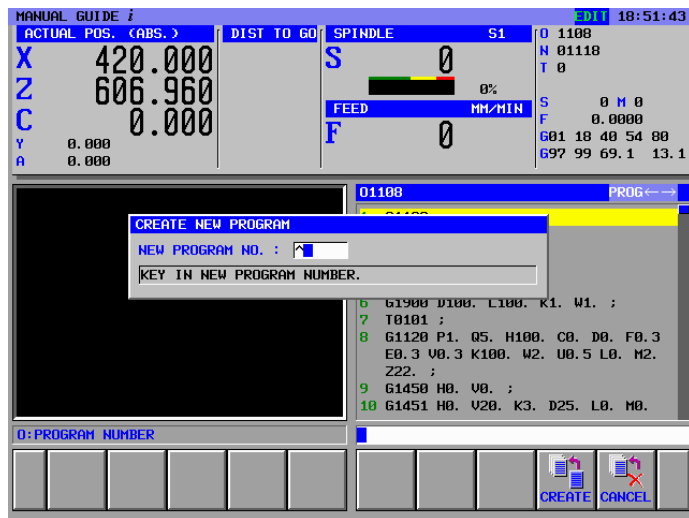 MANUAL GUIDE i EDIT 18:51:43
ACTUAL POS. (ABS.) DIST TO GO SPINDLE S1 O 1108
X 420.000 S 0 N 01118
T 0
Z 606.960 0% S 0 M 0
FEED MM/MIN F 0.0000
C 0.000 F 0 G01 18 40 54 80
Y 0.000 G97 99 69.1 13.1
A 0.000
O1108 PROG←→
CREATE NEW PROGRAM
NEW PROGRAM NO. : ^
KEY IN NEW PROGRAM NUMBER.
6 G1900 D100. L100. K1. W1. ;
7 T0101 ;
8 G1120 P1. Q5. H100. C0. D0. F0.3
E0.3 V0.3 K100. W2. U0.5 L0. M2.
Z22. ;
9 G1450 H0. V0. ;
10 G1451 H0. V20. K3. D25. L0. M0.
O:PROGRAM NUMBER
CREATE CANCEL